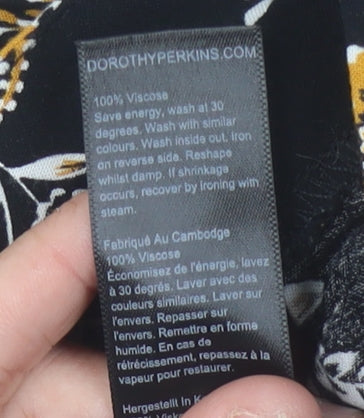 DOROTHYPERKINS.COM
100% Viscose
Save energy, wash at 30
degrees. Wash with similar
colours. Wash inside out, iron
on reverse side. Reshape
whilst damp. If shrinkage
occurs, recover by ironing with
steam.
Fabriqué Au Cambodge
100% Viscose
Économisez de l'énergie, lavez
à 30 degrés. Laver avec des
couleurs similaires. Laver sur
l'envers. Repasser sur
l'envers. Remettre en forme
humide. En cas de
rétrécissement, repassez à la
vapeur pour restaurer.
Hergestellt In